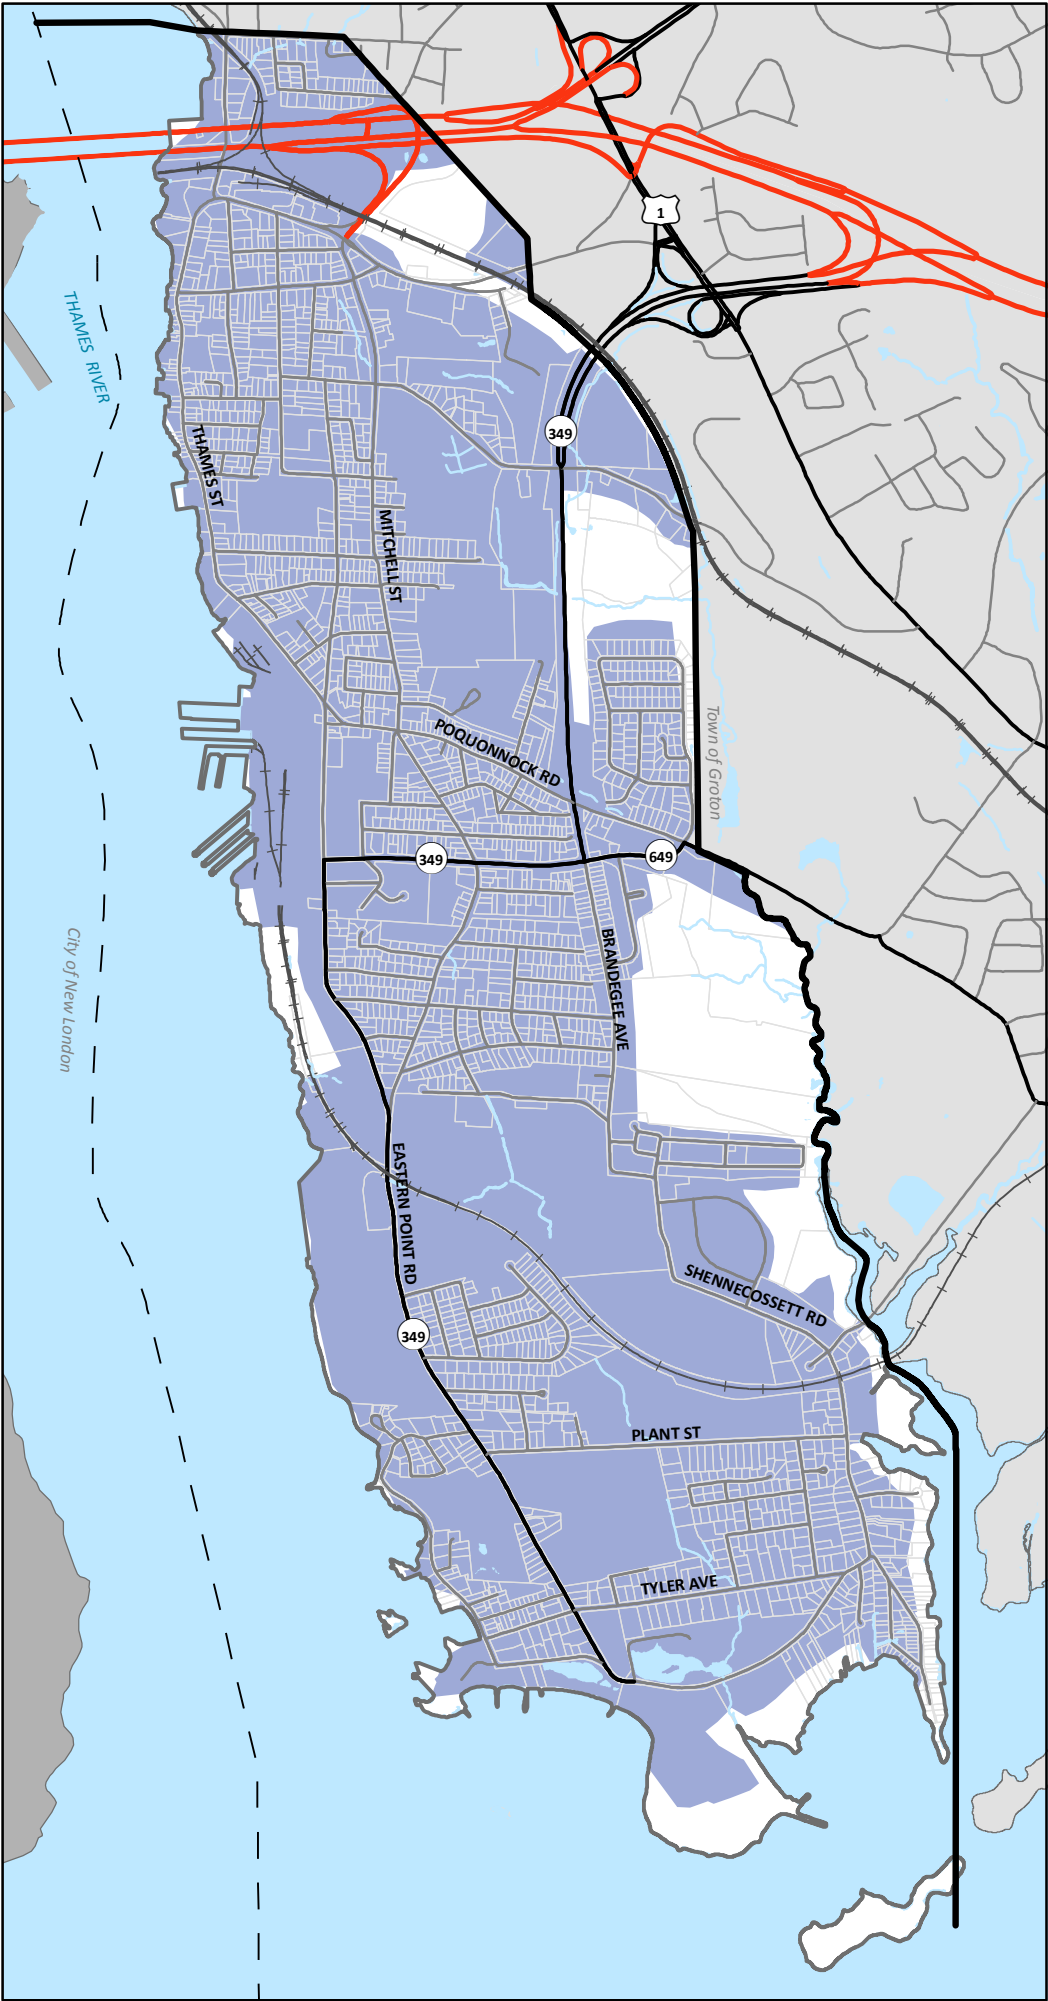 1
THAMES RIVER
349
THAMES ST
MITCHELL ST
POQUONNOCK RD
Town of Groton
349
649
BRANDEGEE AVE
City of New London
EASTERN POINT RD
SHENNECOSSETT RD
349
PLANT ST
TYLER AVE